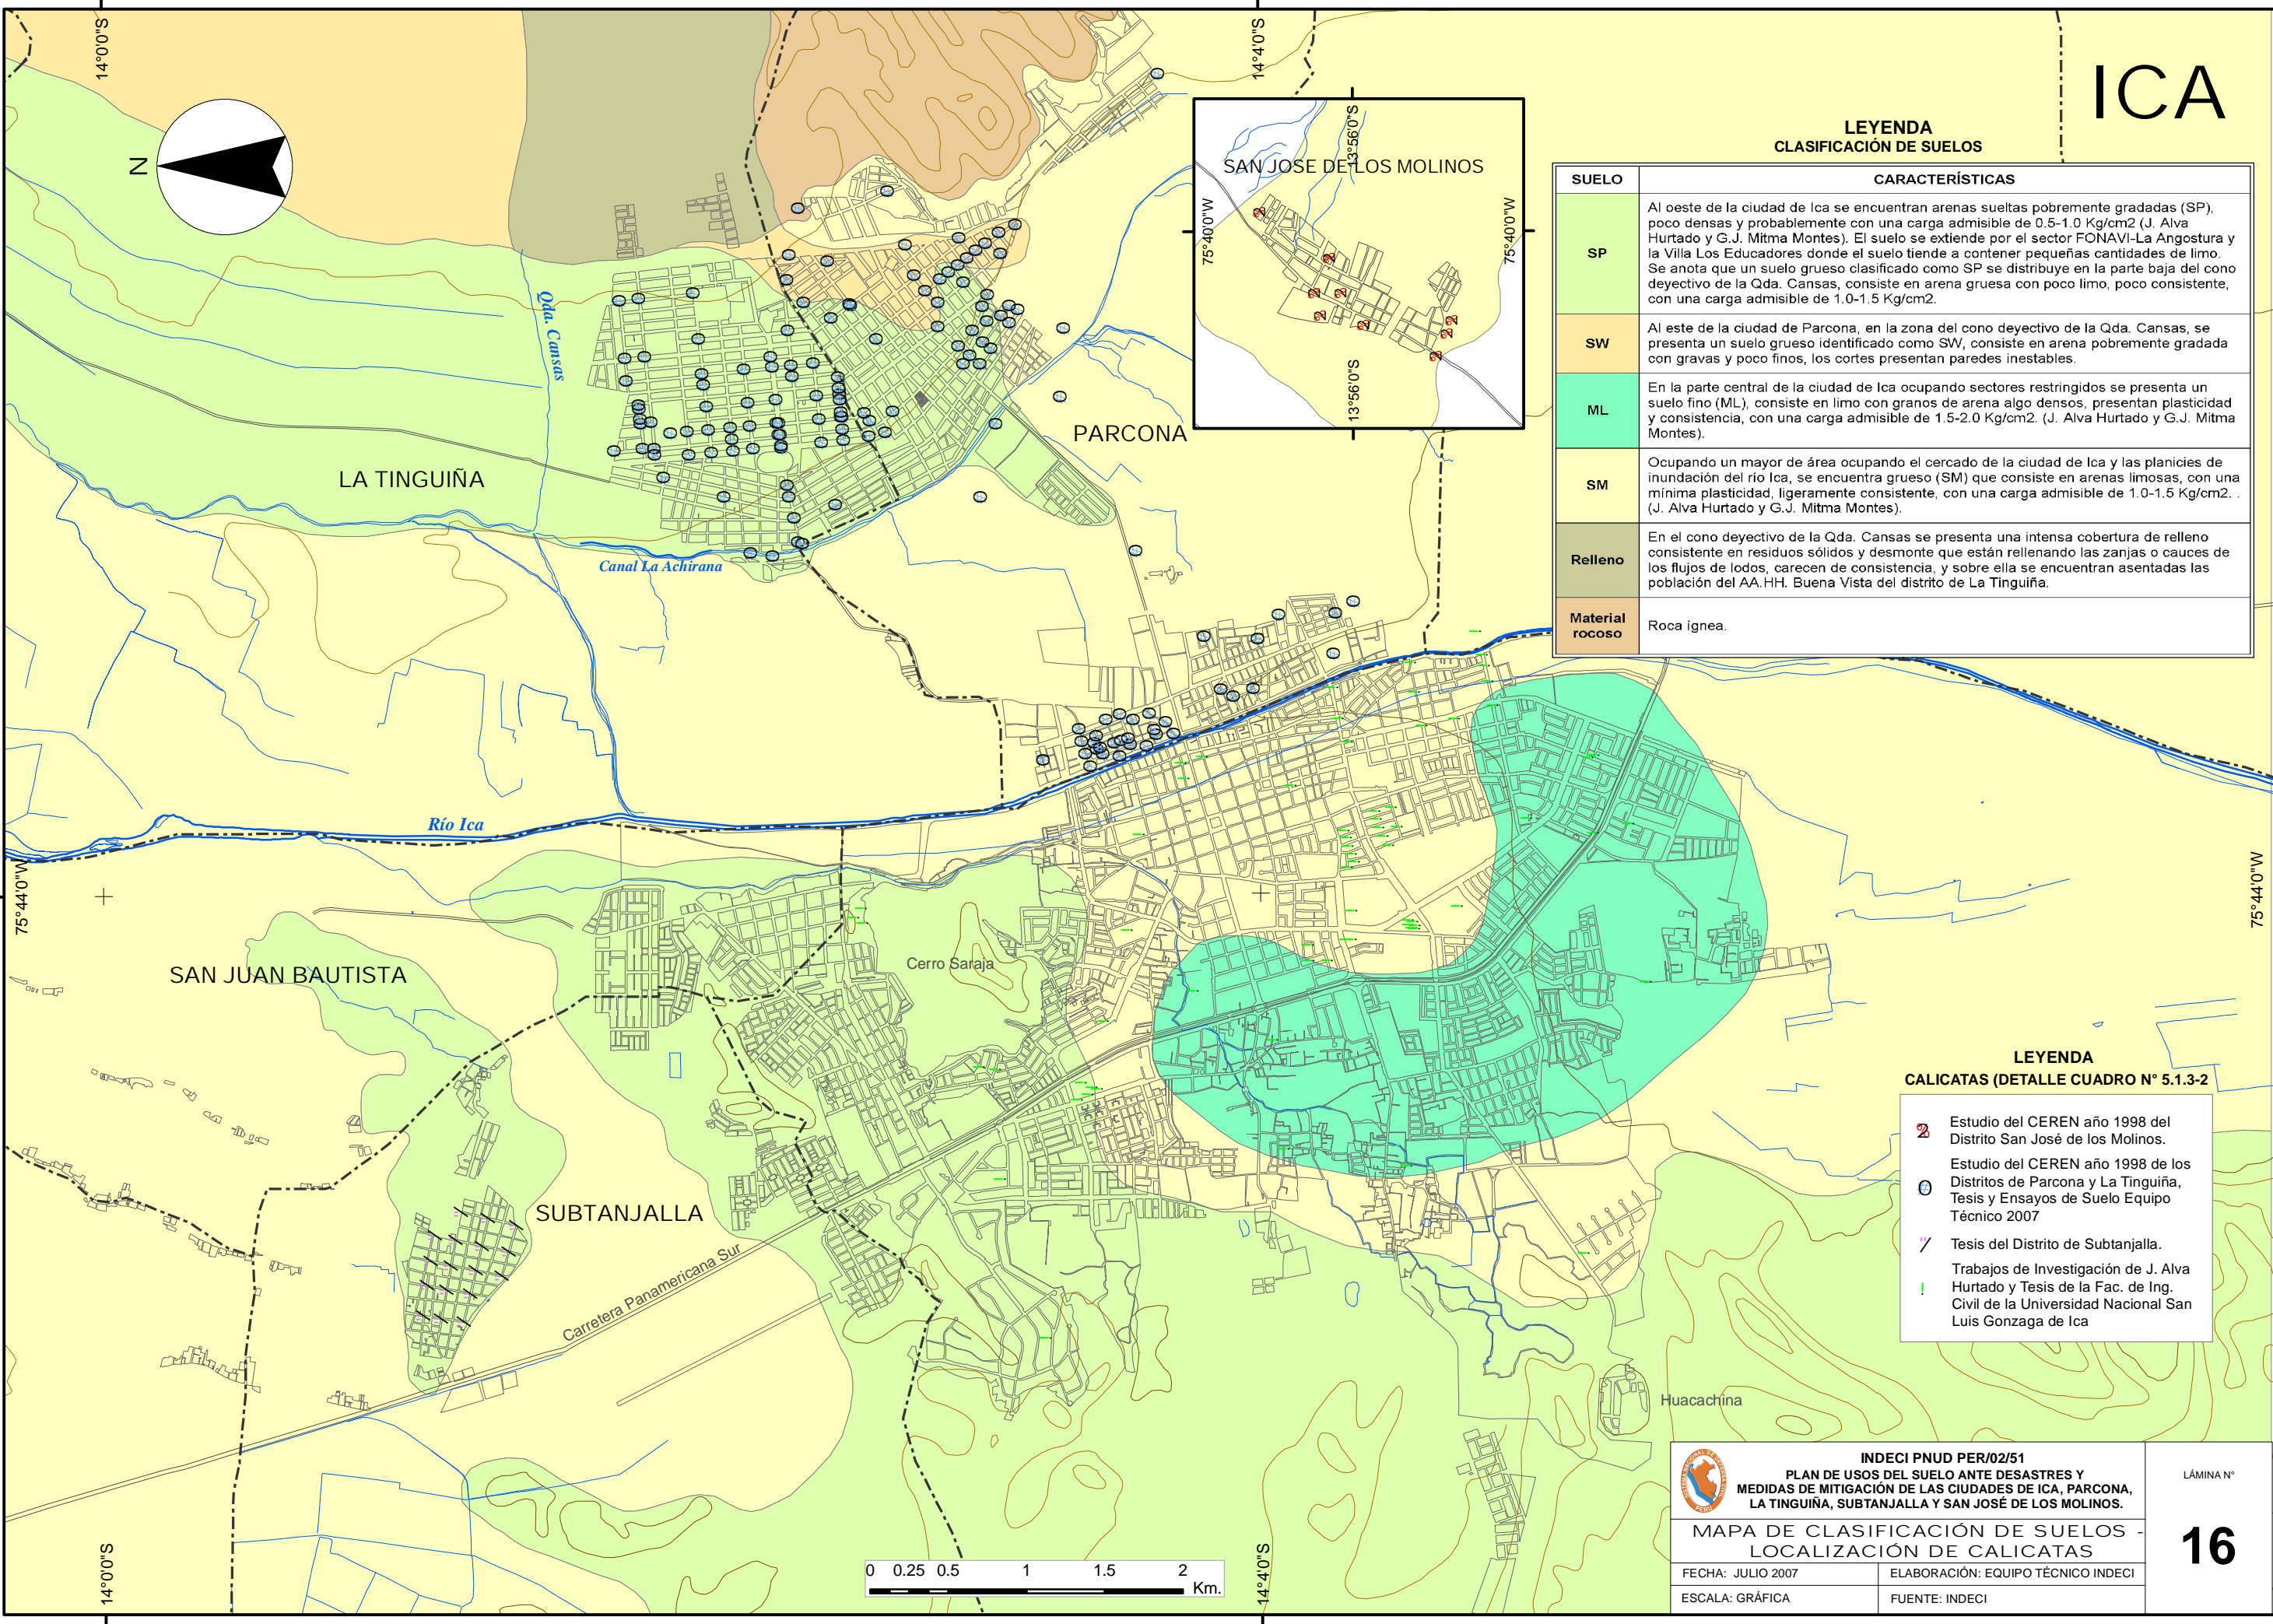 14°0'0"S
14°4'0"S
ICA
N
SAN JOSE DE LOS MOLINOS
13°56'0"S
75°40'0"W
75°40'0"W
13°56'0"S
LEYENDA
CLASIFICACIÓN DE SUELOS
SUELO
CARACTERÍSTICAS
SP
Al oeste de la ciudad de Ica se encuentran arenas sueltas pobremente gradadas (SP),
poco densas y probablemente con una carga admisible de 0.5-1.0 Kg/cm2 (J. Alva
Hurtado y G.J. Mitma Montes). El suelo se extiende por el sector FONAVI-La Angostura y
la Villa Los Educadores donde el suelo tiende a contener pequeñas cantidades de limo.
Se anota que un suelo grueso clasificado como SP se distribuye en la parte baja del cono
deyectivo de la Qda. Cansas, consiste en arena gruesa con poco limo, poco consistente,
con una carga admisible de 1.0-1.5 Kg/cm2.
SW
Al este de la ciudad de Parcona, en la zona del cono deyectivo de la Qda. Cansas, se
presenta un suelo grueso identificado como SW, consiste en arena pobremente gradada
con gravas y poco finos, los cortes presentan paredes inestables.
ML
En la parte central de la ciudad de Ica ocupando sectores restringidos se presenta un
suelo fino (ML), consiste en limo con granos de arena algo densos, presentan plasticidad
y consistencia, con una carga admisible de 1.5-2.0 Kg/cm2. (J. Alva Hurtado y G.J. Mitma
Montes).
SM
Ocupando un mayor de área ocupando el cercado de la ciudad de Ica y las planicies de
inundación del río Ica, se encuentra grueso (SM) que consiste en arenas limosas, con una
mínima plasticidad, ligeramente consistente, con una carga admisible de 1.0-1.5 Kg/cm2. .
(J. Alva Hurtado y G.J. Mitma Montes).
Relleno
En el cono deyectivo de la Qda. Cansas se presenta una intensa cobertura de relleno
consistente en residuos sólidos y desmonte que están rellenando las zanjas o cauces de
los flujos de lodos, carecen de consistencia, y sobre ella se encuentran asentadas las
población del AA.HH. Buena Vista del distrito de La Tinguiña.
Material
rocoso
Roca ígnea.
Qda. Cansas
PARCONA
LA TINGUIÑA
Canal La Achirana
Río Ica
75°44'0"W
75°44'0"W
Cerro Saraja
SAN JUAN BAUTISTA
SUBTANJALLA
Carretera Panamericana Sur
Huacachina
LEYENDA
CALICATAS (DETALLE CUADRO N° 5.1.3-2
Estudio del CEREN año 1998 del
Distrito San José de los Molinos.
Estudio del CEREN año 1998 de los
Distritos de Parcona y La Tinguiña,
Tesis y Ensayos de Suelo Equipo
Técnico 2007
Tesis del Distrito de Subtanjalla.
Trabajos de Investigación de J. Alva
Hurtado y Tesis de la Fac. de Ing.
Civil de la Universidad Nacional San
Luis Gonzaga de Ica
INDECI PNUD PER/02/51
PLAN DE USOS DEL SUELO ANTE DESASTRES Y
MEDIDAS DE MITIGACIÓN DE LAS CIUDADES DE ICA, PARCONA,
LA TINGUIÑA, SUBTANJALLA Y SAN JOSÉ DE LOS MOLINOS.
MAPA DE CLASIFICACIÓN DE SUELOS -
LOCALIZACIÓN DE CALICATAS
FECHA: JULIO 2007
ELABORACIÓN: EQUIPO TÉCNICO INDECI
ESCALA: GRÁFICA
FUENTE: INDECI
LÁMINA N°
16
0 0.25 0.5 1 1.5 2
Km.
14°0'0"S
14°4'0"S